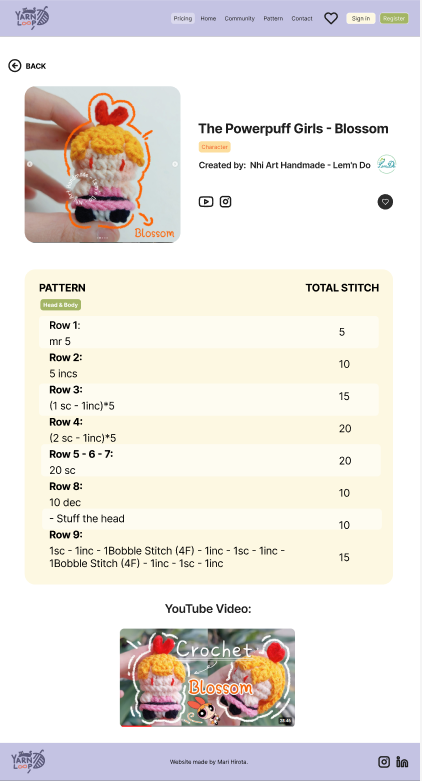 YARN
LOOP
Pricing Home Community Pattern Contact Sign in Register
BACK
Blossom
The Powerpuff Girls - Blossom
Character
Created by: Nhi Art Handmade - Lem'n Do
PATTERN TOTAL STITCH
Head & Body
Row 1:
mr 5
5
Row 2:
5 incs
10
Row 3:
(1 sc - 1inc)*5
15
Row 4:
(2 sc - 1inc)*5
20
Row 5 - 6 - 7:
20 sc
20
Row 8:
10 dec
10
- Stuff the head
10
Row 9:
1sc - 1inc - 1Bobble Stitch (4F) - 1inc - 1sc - 1inc -
1Bobble Stitch (4F) - 1inc - 1sc - 1inc
15
YouTube Video:
Crochet
Blossom
YARN
LOOP
Website made by Mari Hirota.